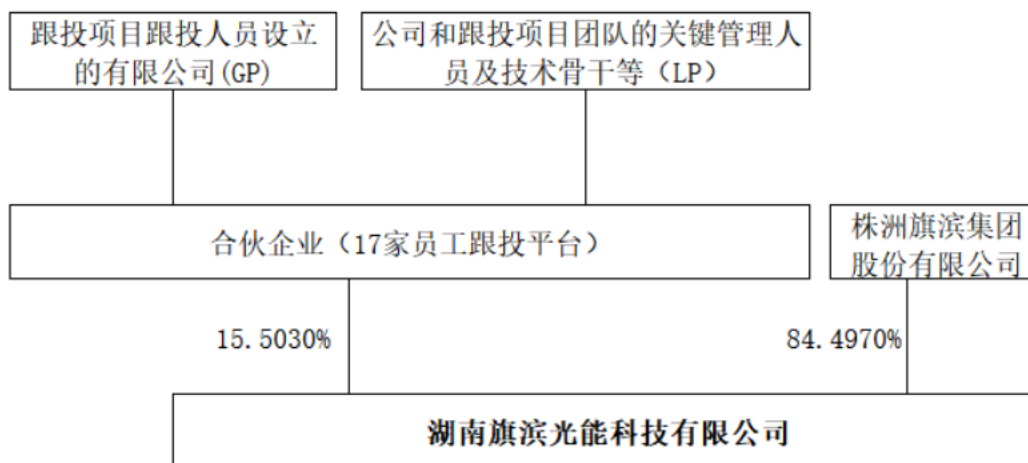 跟投项目跟投人员设立
的有限公司(GP)
公司和跟投项目团队的关键管理人
员及技术骨干等（LP）
合伙企业（17家员工跟投平台）
株洲旗滨集团
股份有限公司
15.5030%
84.4970%
湖南旗滨光能科技有限公司